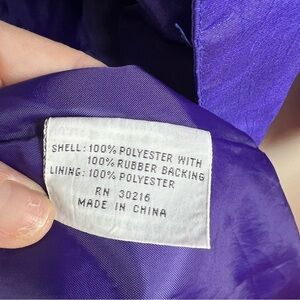 SHELL: 100% POLYESTER WITH
100% RUBBER BACKING
LINING: 100% POLYESTER
RN 30216
MADE IN CHINA